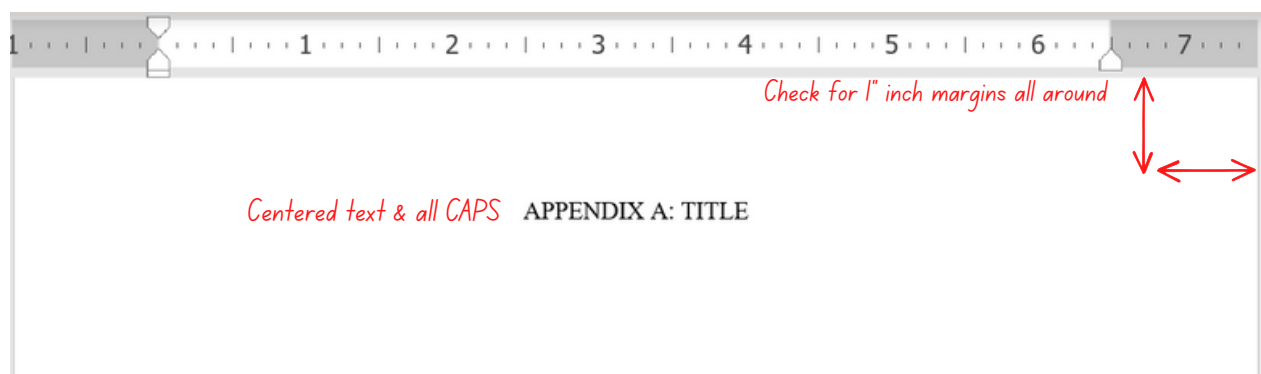 1 1 2 3 4 5 6 7
Check for 1" inch margins all around
Centered text & all CAPS APPENDIX A: TITLE